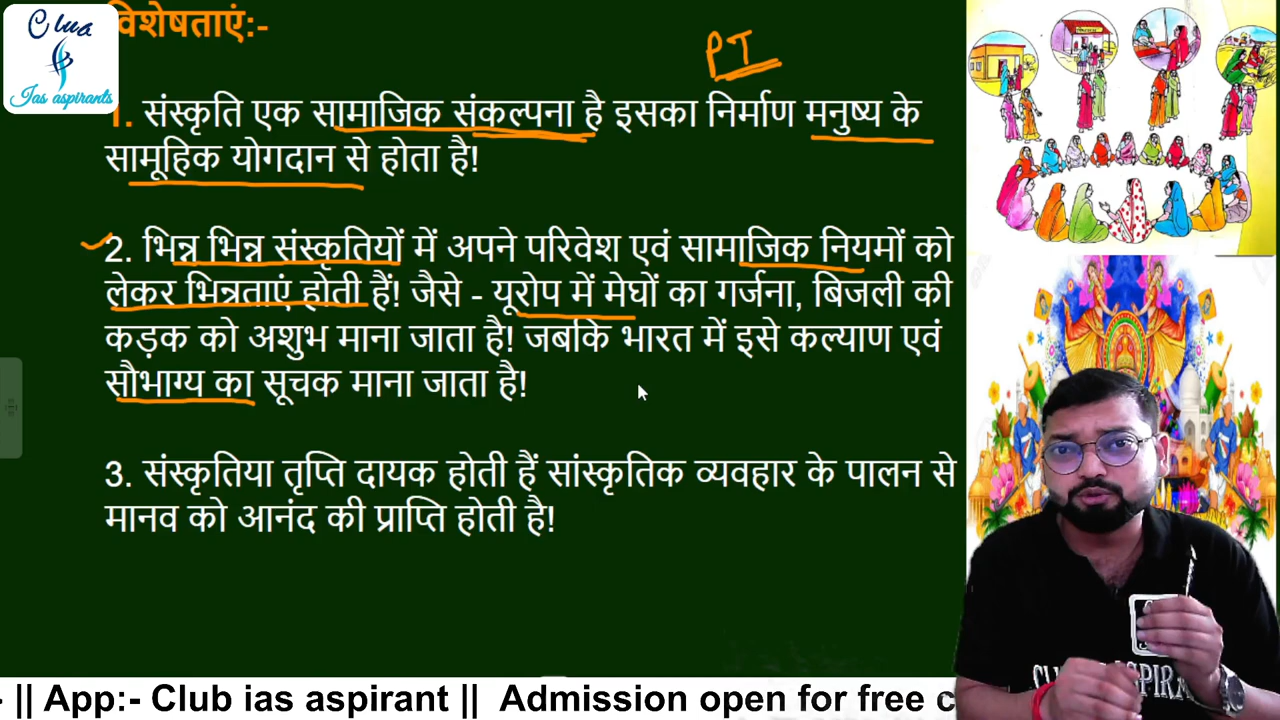 Clua
Ias aspirants
विशेषताएं:-
PT
1. संस्कृति एक सामाजिक संकल्पना है इसका निर्माण मनुष्य के
सामूहिक योगदान से होता है!
2. भिन्न भिन्न संस्कृतियों में अपने परिवेश एवं सामाजिक नियमों को
लेकर भिन्नताएं होती हैं! जैसे - यूरोप में मेघों का गर्जना, बिजली की
कड़क को अशुभ माना जाता है! जबकि भारत में इसे कल्याण एवं
सौभाग्य का सूचक माना जाता है!
3. संस्कृतिया तृप्ति दायक होती हैं सांस्कृतिक व्यवहार के पालन से
मानव को आनंद की प्राप्ति होती है!
|| App:- Club ias aspirant || Admission open for free c